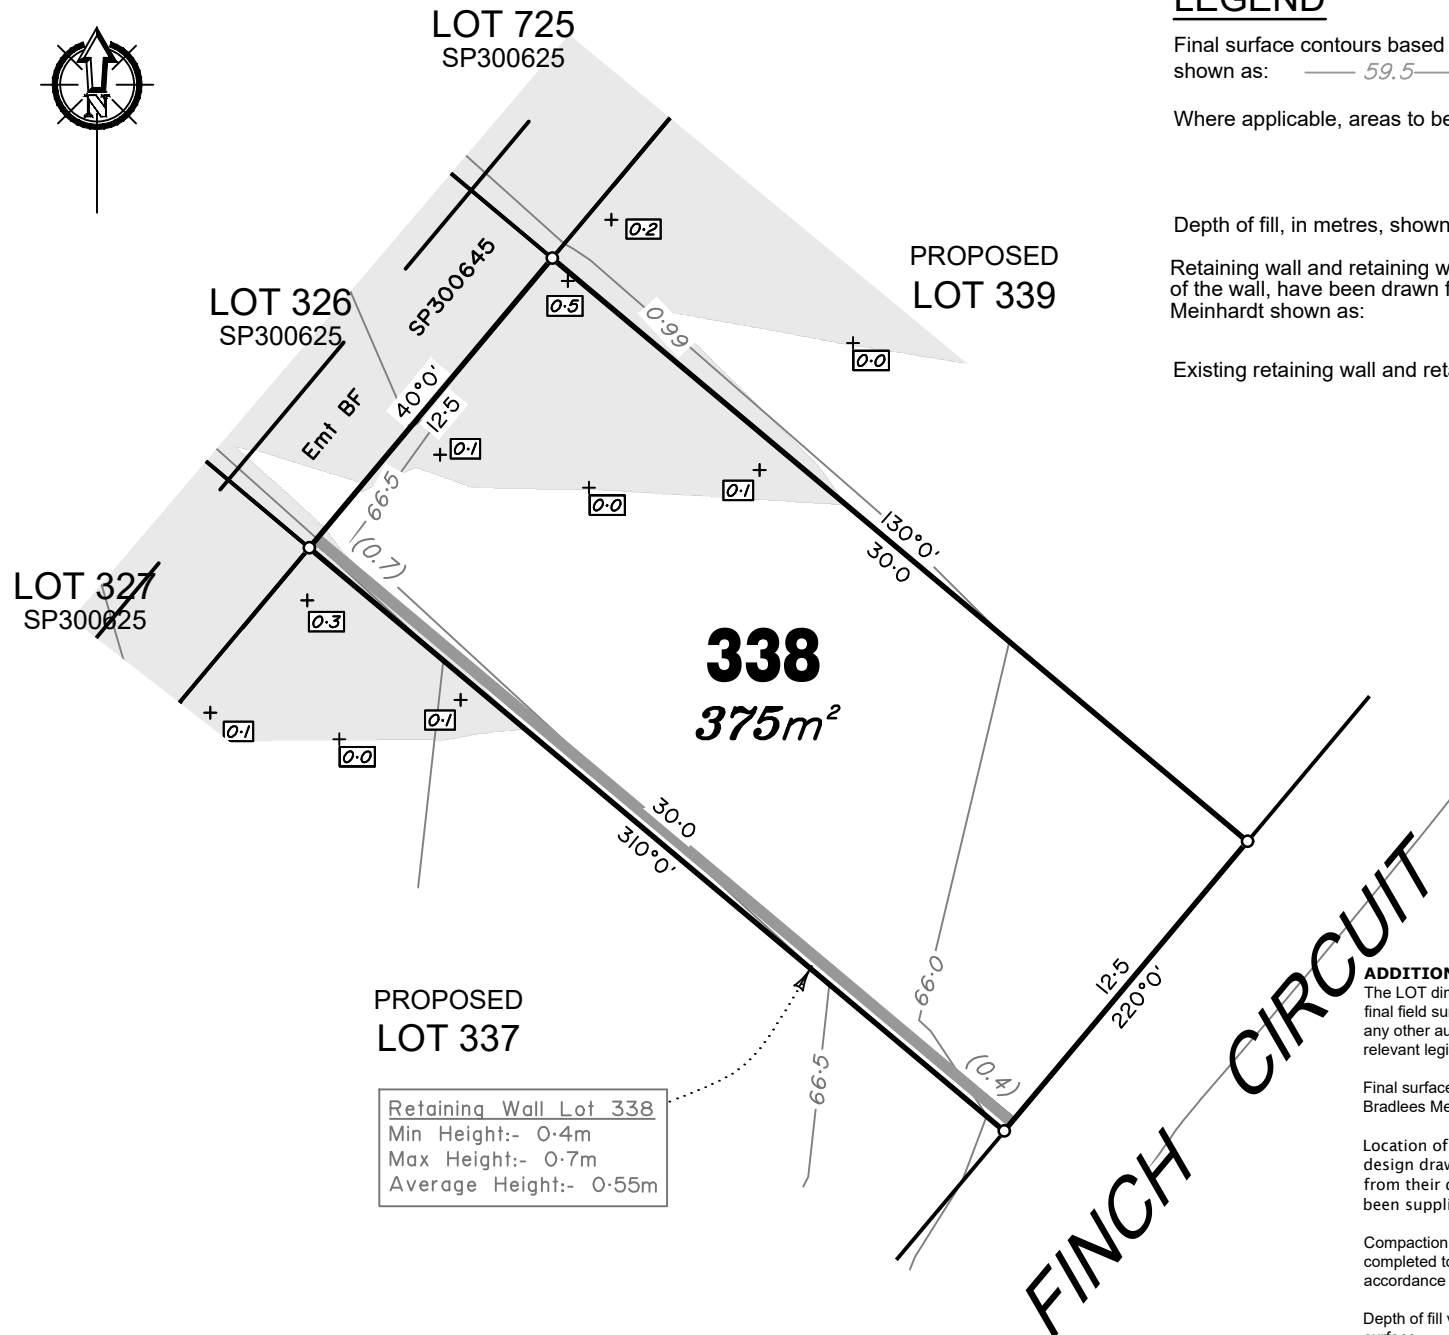 LEGEND
Final surface contours based
shown as: 59.5
Where applicable, areas to be
Depth of fill, in metres, shown
Retaining wall and retaining w
of the wall, have been drawn f
Meinhardt shown as:
Existing retaining wall and reta
N
LOT 725
SP300625
LOT 326
SP300625
SP300645
Emt BF
LOT 327
SP300625
PROPOSED
LOT 339
0·2
0·5
0·99
0·0
40°0'
12·5
0·1
66·5
0·0
0·1
(0.7)
130°0'
30·0
0·3
0·1
0·0
0·1
338
375m²
30·0
310°0'
66·0
66·5
(0.4)
12·5
220°0'
PROPOSED
LOT 337
Retaining Wall Lot 338
Min Height:- 0·4m
Max Height:- 0·7m
Average Height:- 0·55m
FINCH CIRCUIT
ADDITION
The LOT dim
final field su
any other au
relevant legi
Final surface
Bradlees Me
Location of
design draw
from their d
been suppli
Compaction
completed to
accordance
Depth of fill v
surface